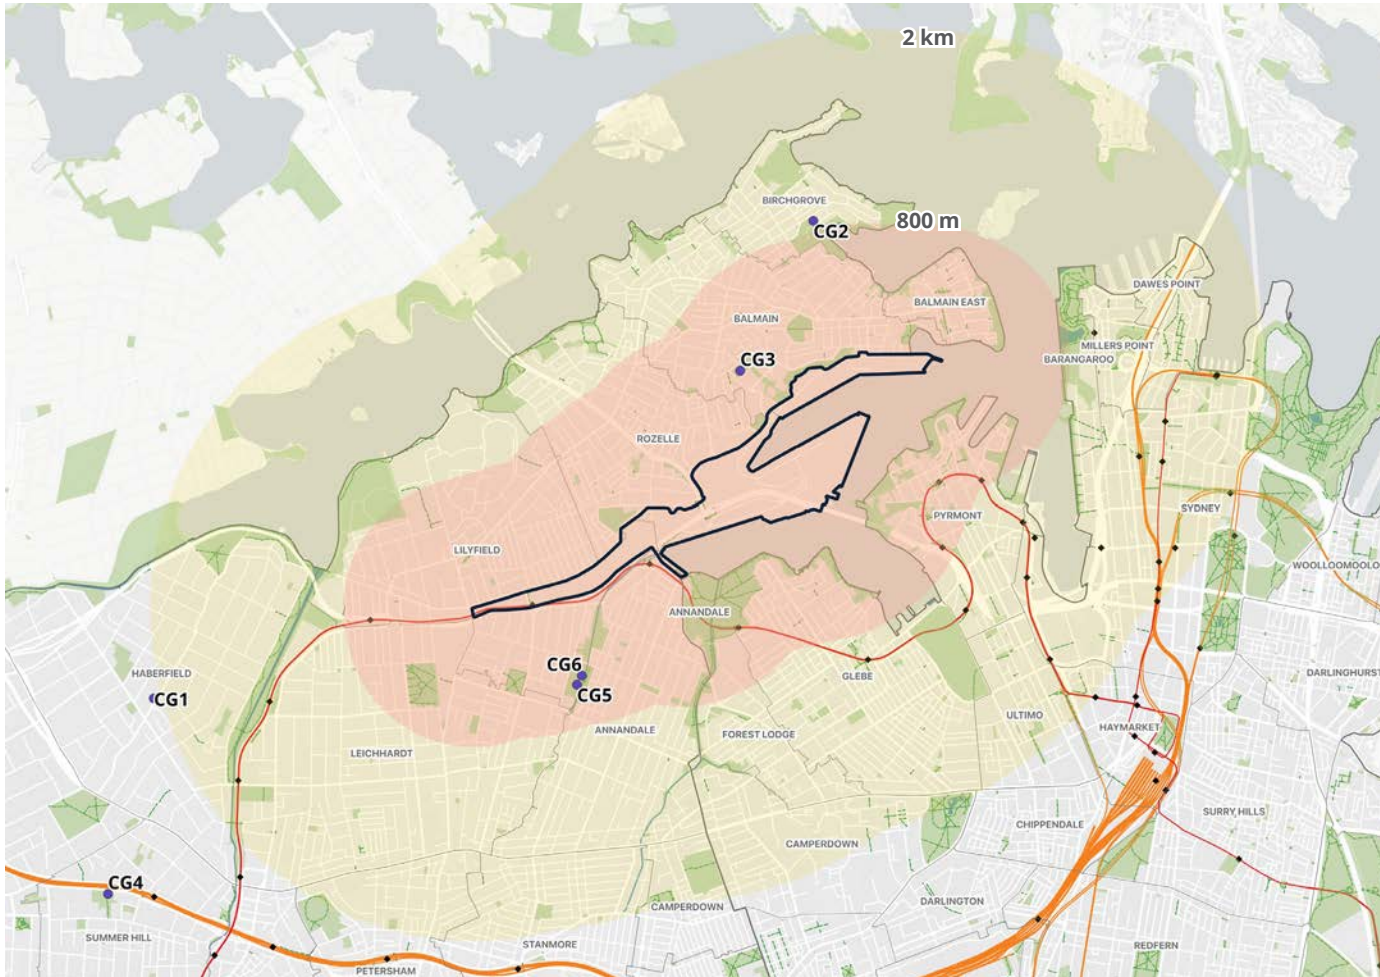 2 km
BIRCHGROVE
CG2
800 m
DAWES POINT
BALMAIN EAST
BALMAIN
MILLERS POINT
BARANGAROO
CG3
ROZELLE
SYDNEY
PYRMONT
LILYFIELD
WOOLLOOMOOLO
ANNANDALE
CG6
HABERFIELD
CG1
CG5
GLEBE
DARLINGHURST
ULTIMO
HAYMARKET
ANNANDALE
FOREST LODGE
LEICHHARDT
SURRY HILLS
CHIPPENDALE
CAMPERDOWN
CG4
DARLINGTON
CAMPERDOWN
SUMMER HILL
STANMORE
REDFERN
PETERSHAM